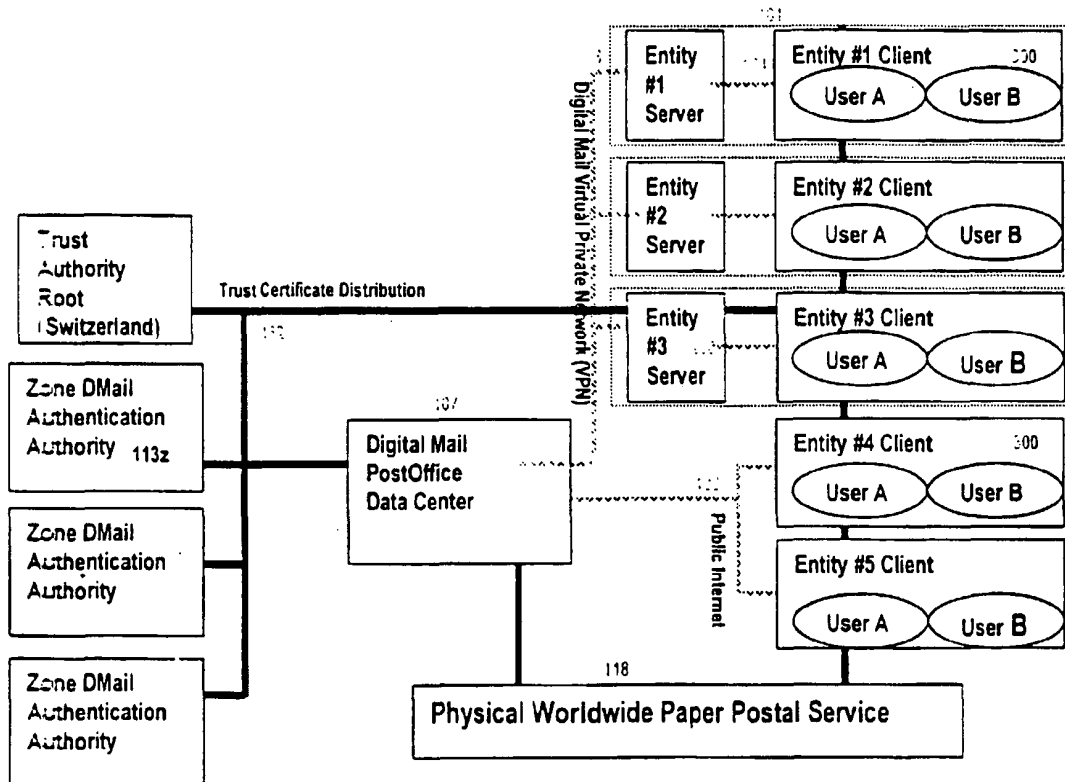 Trust
Authority
Root
(Switzerland)
Trust Certificate Distribution
Zone DMail
Authentication
Authority 113z
Zone DMail
Authentication
Authority
Zone DMail
Authentication
Authority
107
Digital Mail
PostOffice
Data Center
Digital Mail Virtual Private Network (VPN)
Public Internet
101
Entity
#1
Server
Entity #1 Client 300
User A
User B
Entity
#2
Server
Entity #2 Client
User A
User B
Entity
#3
Server
Entity #3 Client
User A
User B
Entity #4 Client 300
User A
User B
Entity #5 Client
User A
User B
118
Physical Worldwide Paper Postal Service